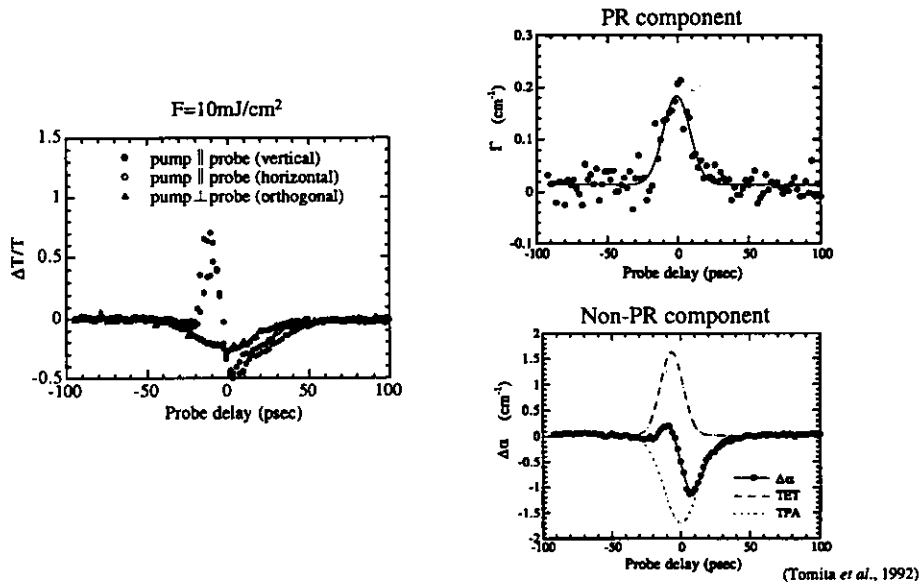 F=10mJ/cm²
1.5
1
0.5
0
-0.5
ΔT/T
pump || probe (vertical)
pump || probe (horizontal)
pump ⊥ probe (orthogonal)
-100
-50
0
50
100
Probe delay (psec)
PR component
0.3
0.2
0.1
0
-0.1
Γ (cm⁻¹)
-100
-50
0
50
100
Probe delay (psec)
Non-PR component
2
1.5
1
0.5
0
-0.5
-1
-1.5
-2
Δα (cm⁻¹)
Δα
TET
TPA
-100
-50
0
50
100
Probe delay (psec)
(Tomita et al., 1992)